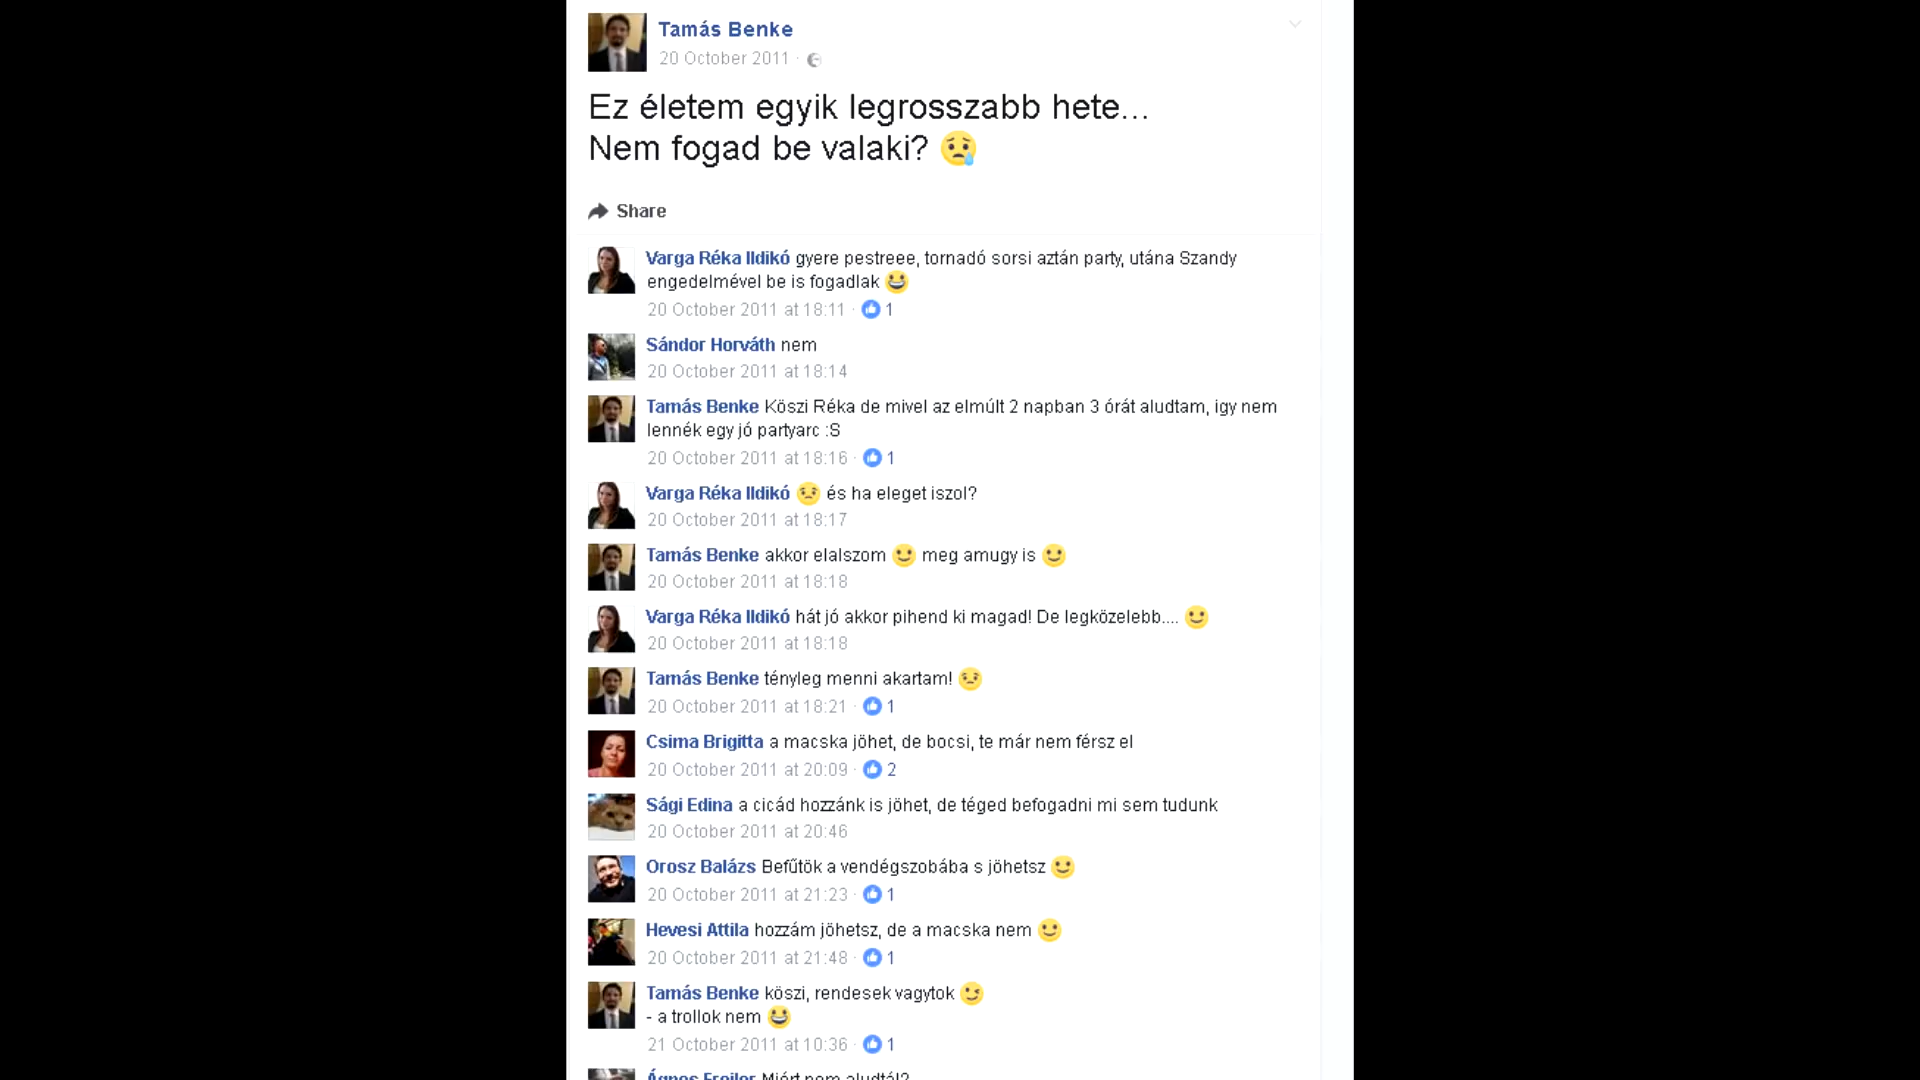 Tamás Benke
20 October 2011 ·
Ez életem egyik legrosszabb hete...
Nem fogad be valaki? 😢
Share
Varga Réka Ildikó gyere pestreee, tornadó sorsi aztán party, utána Szandy
engedelmével be is fogadlak 😀
20 October 2011 at 18:11 · 1
Sándor Horváth nem
20 October 2011 at 18:14
Tamás Benke Köszi Réka de mivel az elmúlt 2 napban 3 órát aludtam, igy nem
lennék egy jó partyarc :S
20 October 2011 at 18:16 · 1
Varga Réka Ildikó 😟 és ha eleget iszol?
20 October 2011 at 18:17
Tamás Benke akkor elalszom 🙂 meg amugy is 🙂
20 October 2011 at 18:18
Varga Réka Ildikó hát jó akkor pihend ki magad! De legközelebb.... 🙂
20 October 2011 at 18:18
Tamás Benke tényleg menni akartam! 😟
20 October 2011 at 18:21 · 1
Csima Brigitta a macska jöhet, de bocsi, te már nem férsz el
20 October 2011 at 20:09 · 2
Sági Edina a cicád hozzánk is jöhet, de téged befogadni mi sem tudunk
20 October 2011 at 20:46
Orosz Balázs Befűtök a vendégszobába s jöhetsz 🙂
20 October 2011 at 21:23 · 1
Hevesi Attila hozzám jöhetsz, de a macska nem 🙂
20 October 2011 at 21:48 · 1
Tamás Benke köszi, rendesek vagytok 😉
- a trollok nem 😀
21 October 2011 at 10:36 · 1
Ágnes Miért nem aludtál?